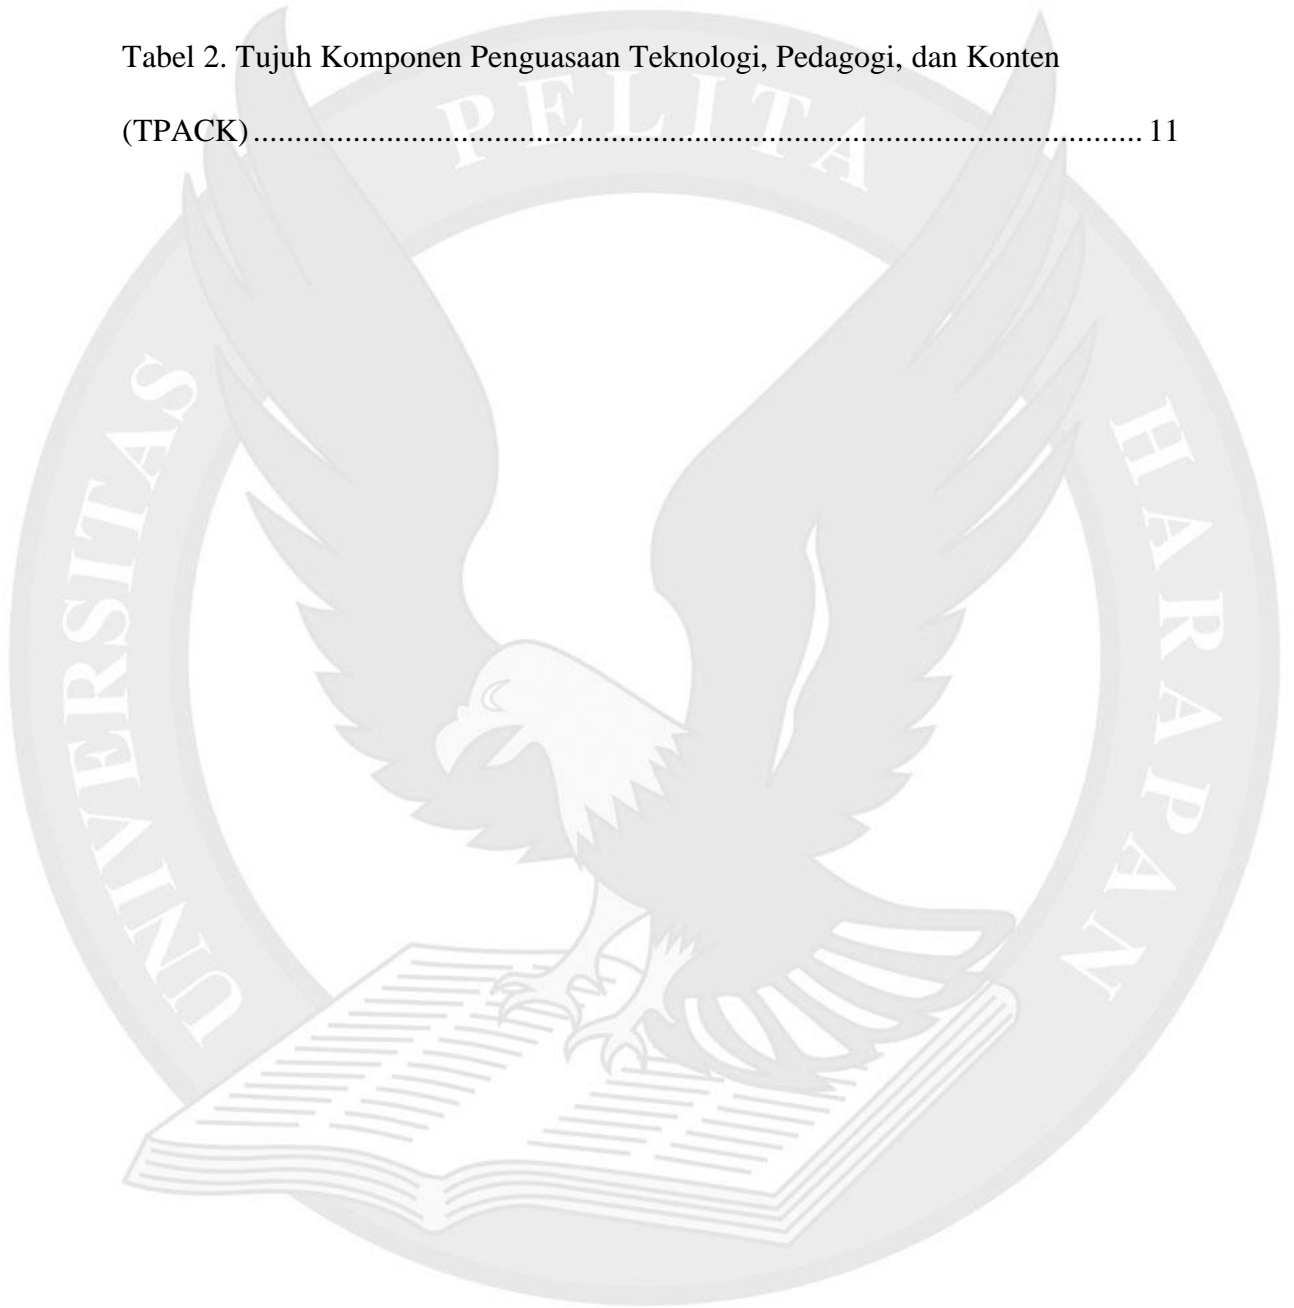 Tabel 2. Tujuh Komponen Penguasaan Teknologi, Pedagogi, dan Konten
(TPACK)........................................................................................................... 11
UNIVERSITAS
PELITA
HARAPAN